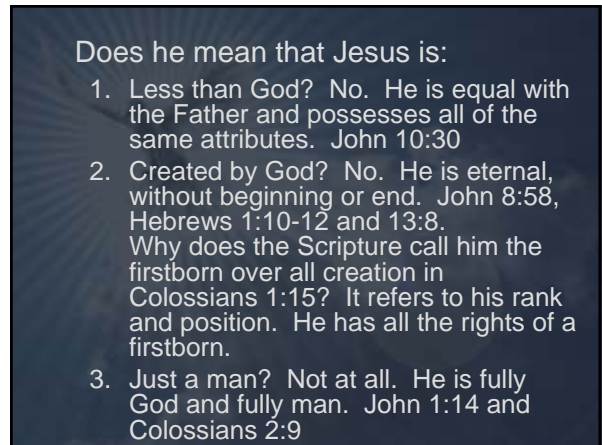 Does he mean that Jesus is:
1. Less than God? No. He is equal with
the Father and possesses all of the
same attributes. John 10:30
2. Created by God? No. He is eternal,
without beginning or end. John 8:58,
Hebrews 1:10-12 and 13:8.
Why does the Scripture call him the
firstborn over all creation in
Colossians 1:15? It refers to his rank
and position. He has all the rights of a
firstborn.
3. Just a man? Not at all. He is fully
God and fully man. John 1:14 and
Colossians 2:9